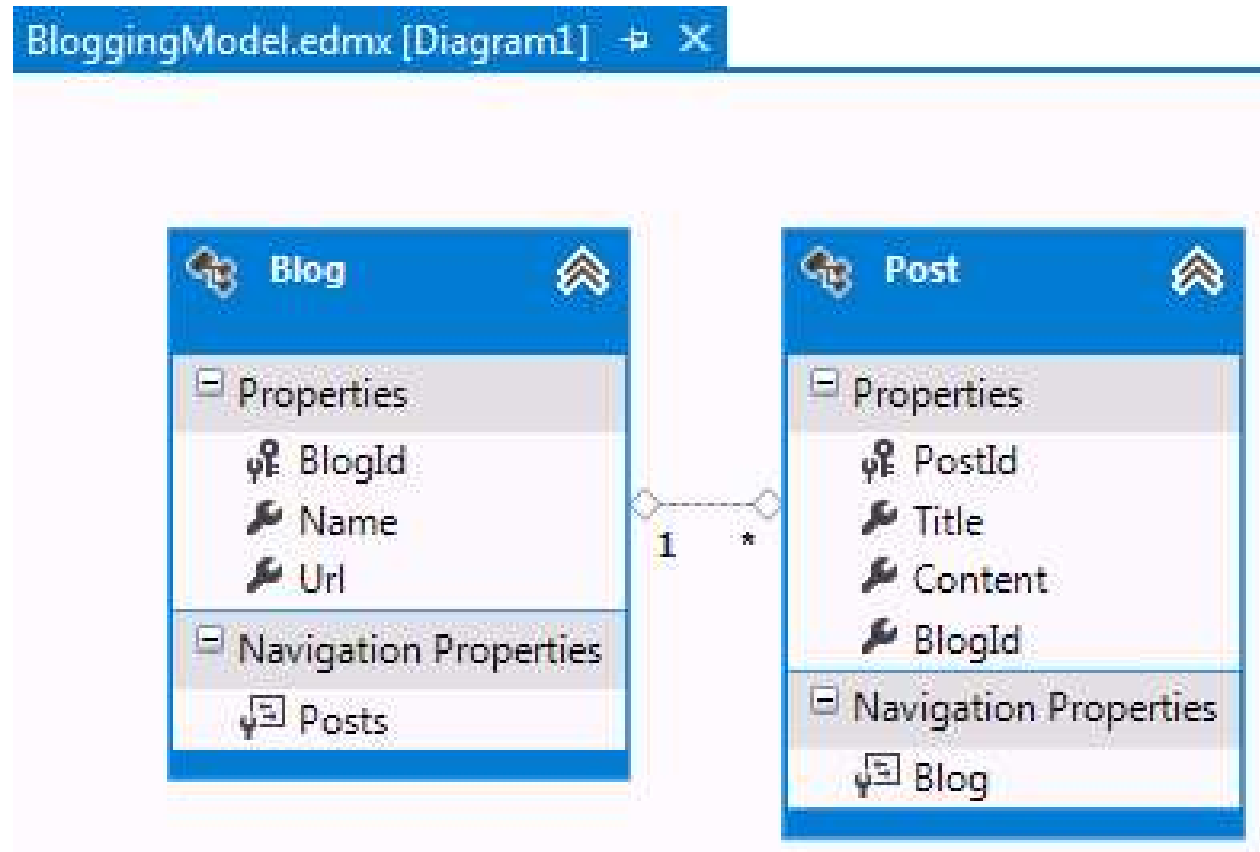 BloggingModel.edmx [Diagram1]
Blog
Properties
BlogId
Name
Url
Navigation Properties
Posts
1 *
Post
Properties
PostId
Title
Content
BlogId
Navigation Properties
Blog